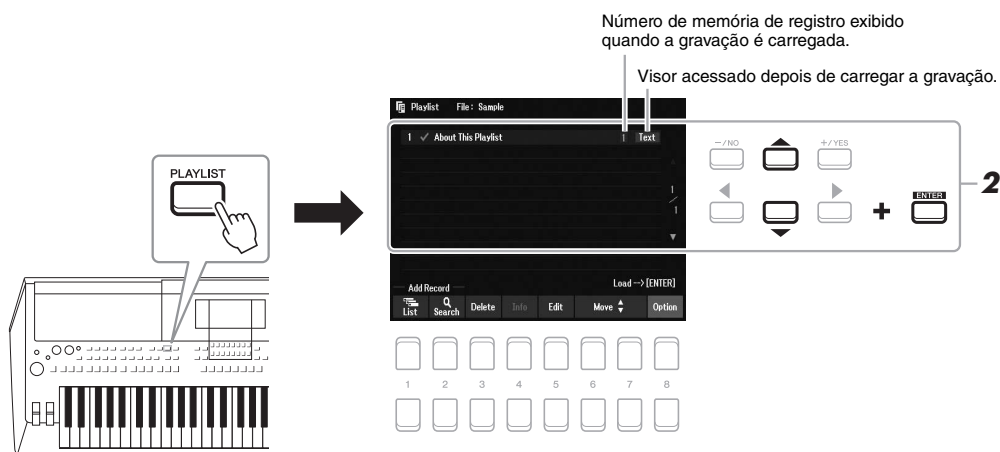 Número de memória de registro exibido
quando a gravação é carregada.
Visor acessado depois de carregar a gravação.
Playlist File: Sample
1 ✓ About This Playlist 1 Text
1
/
1
-/NO +/YES
+ ENTER
2
PLAYLIST
Load-->[ENTER]
Add Record
List Search Delete Info Edit Move Option
1 2 3 4 5 6 7 8